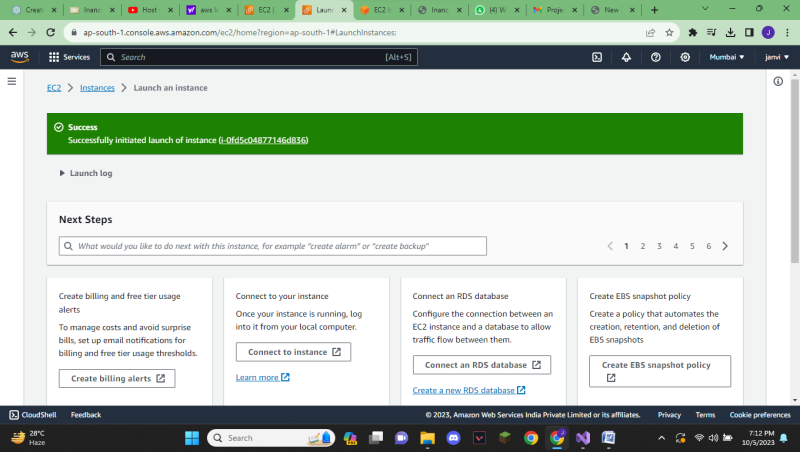 Create
Inanc
Host
aws l
EC2 |
Launc
EC2 In
Inanc
(4) W
Proje
New
ap-south-1.console.aws.amazon.com/ec2/home?region=ap-south-1#LaunchInstances:
aws
Services
Search
[Alt+S]
Mumbai
janvi
EC2 > Instances > Launch an instance
Success
Successfully initiated launch of instance (i-0fd5c04877146d836)
Launch log
Next Steps
What would you like to do next with this instance, for example "create alarm" or "create backup"
1 2 3 4 5 6
Create billing and free tier usage
alerts
To manage costs and avoid surprise
bills, set up email notifications for
billing and free tier usage thresholds.
Create billing alerts
Connect to your instance
Once your instance is running, log
into it from your local computer.
Connect to instance
Learn more
Connect an RDS database
Configure the connection between an
EC2 instance and a database to allow
traffic flow between them.
Connect an RDS database
Create a new RDS database
Create EBS snapshot policy
Create a policy that automates the
creation, retention, and deletion of
EBS snapshots
Create EBS snapshot policy
CloudShell
Feedback
© 2023, Amazon Web Services India Private Limited or its affiliates.
Privacy
Terms
Cookie preferences
28°C
Haze
Search
7:12 PM
10/5/2023